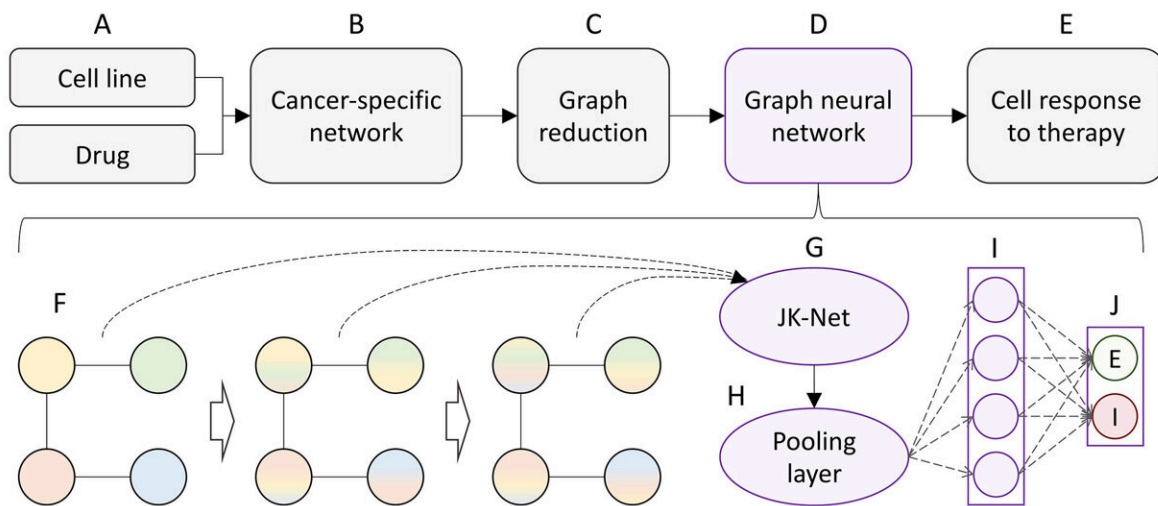 A
B
C
D
E
Cell line
Drug
Cancer-specific
network
Graph
reduction
Graph neural
network
Cell response
to therapy
F
G
H
I
J
JK-Net
Pooling
layer
E
I